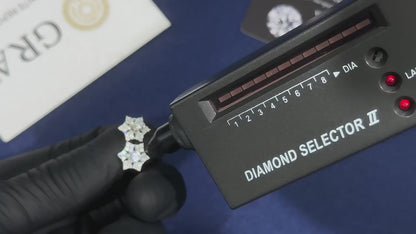 GRA
DIA
LA
1 2 3 4 5 6 7 8
DIAMOND SELECTOR II